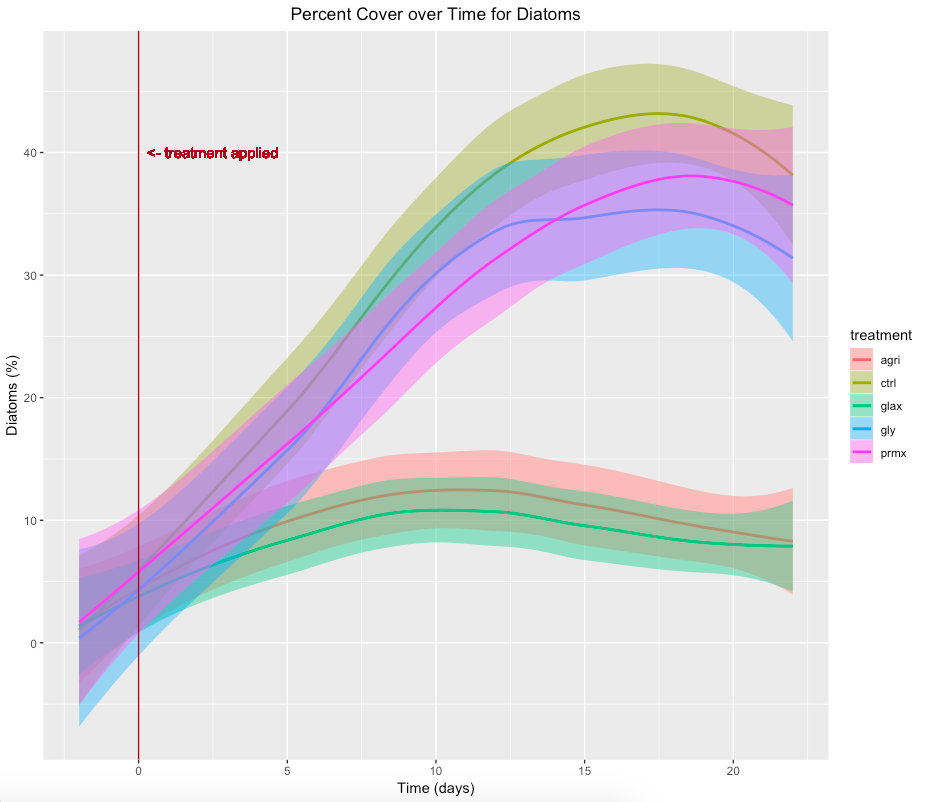 Percent Cover over Time for Diatoms
<- treatment applied
Diatoms (%)
40
30
20
10
0
0
5
10
15
20
Time (days)
treatment
agri
ctrl
glax
gly
prmx